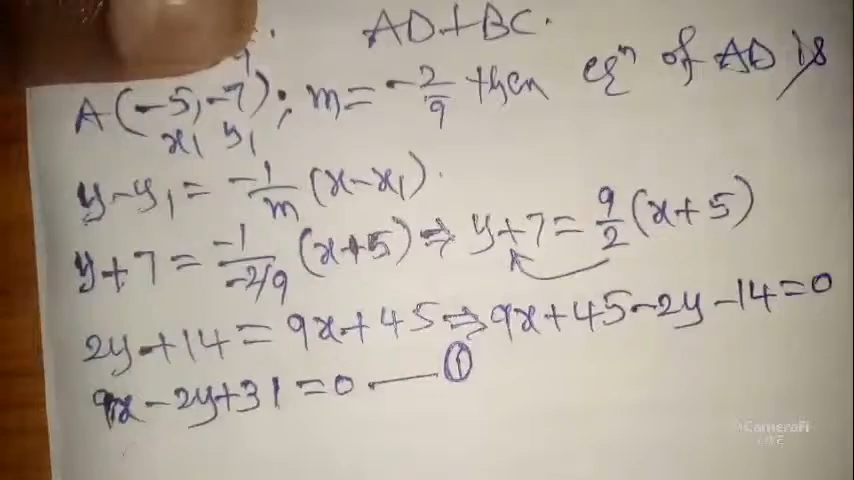 AD⊥BC.
A(-5,-7); m = -2/9 then eqⁿ of AD is
x₁ y₁
y-y₁ = -1/m (x-x₁).
y+7 = -1/-2/9 (x+5) ⇒ y+7 = 9/2 (x+5)
2y+14 = 9x+45 ⇒ 9x+45-2y-14=0
9x-2y+31=0 —— ①
CameraFi
LIVE